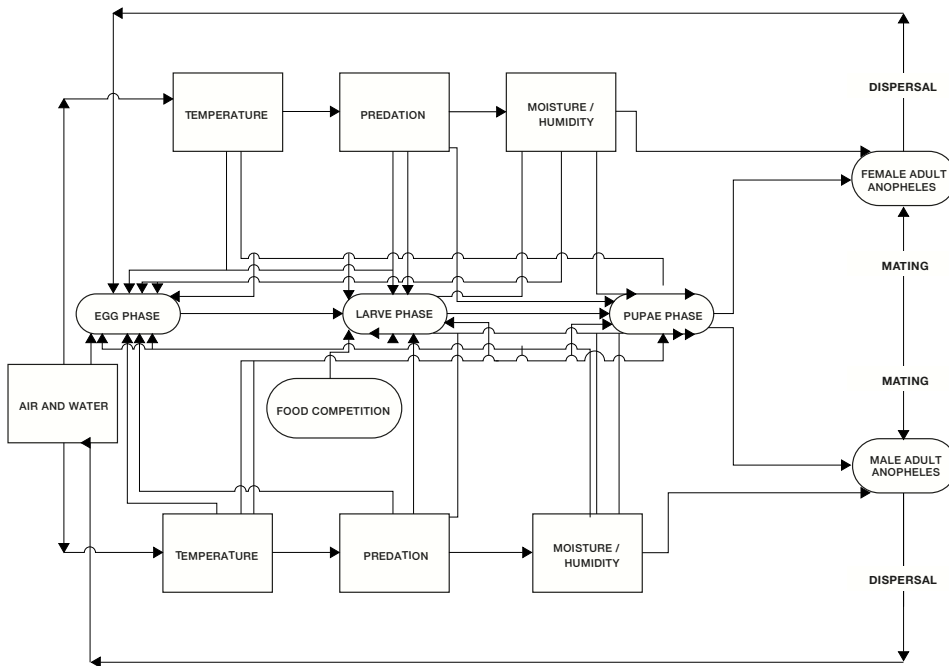 DISPERSAL
TEMPERATURE
PREDATION
MOISTURE /
HUMIDITY
FEMALE ADULT
ANOPHELES
MATING
EGG PHASE
LARVE PHASE
PUPAE PHASE
MATING
AIR AND WATER
FOOD COMPETITION
MALE ADULT
ANOPHELES
TEMPERATURE
PREDATION
MOISTURE /
HUMIDITY
DISPERSAL